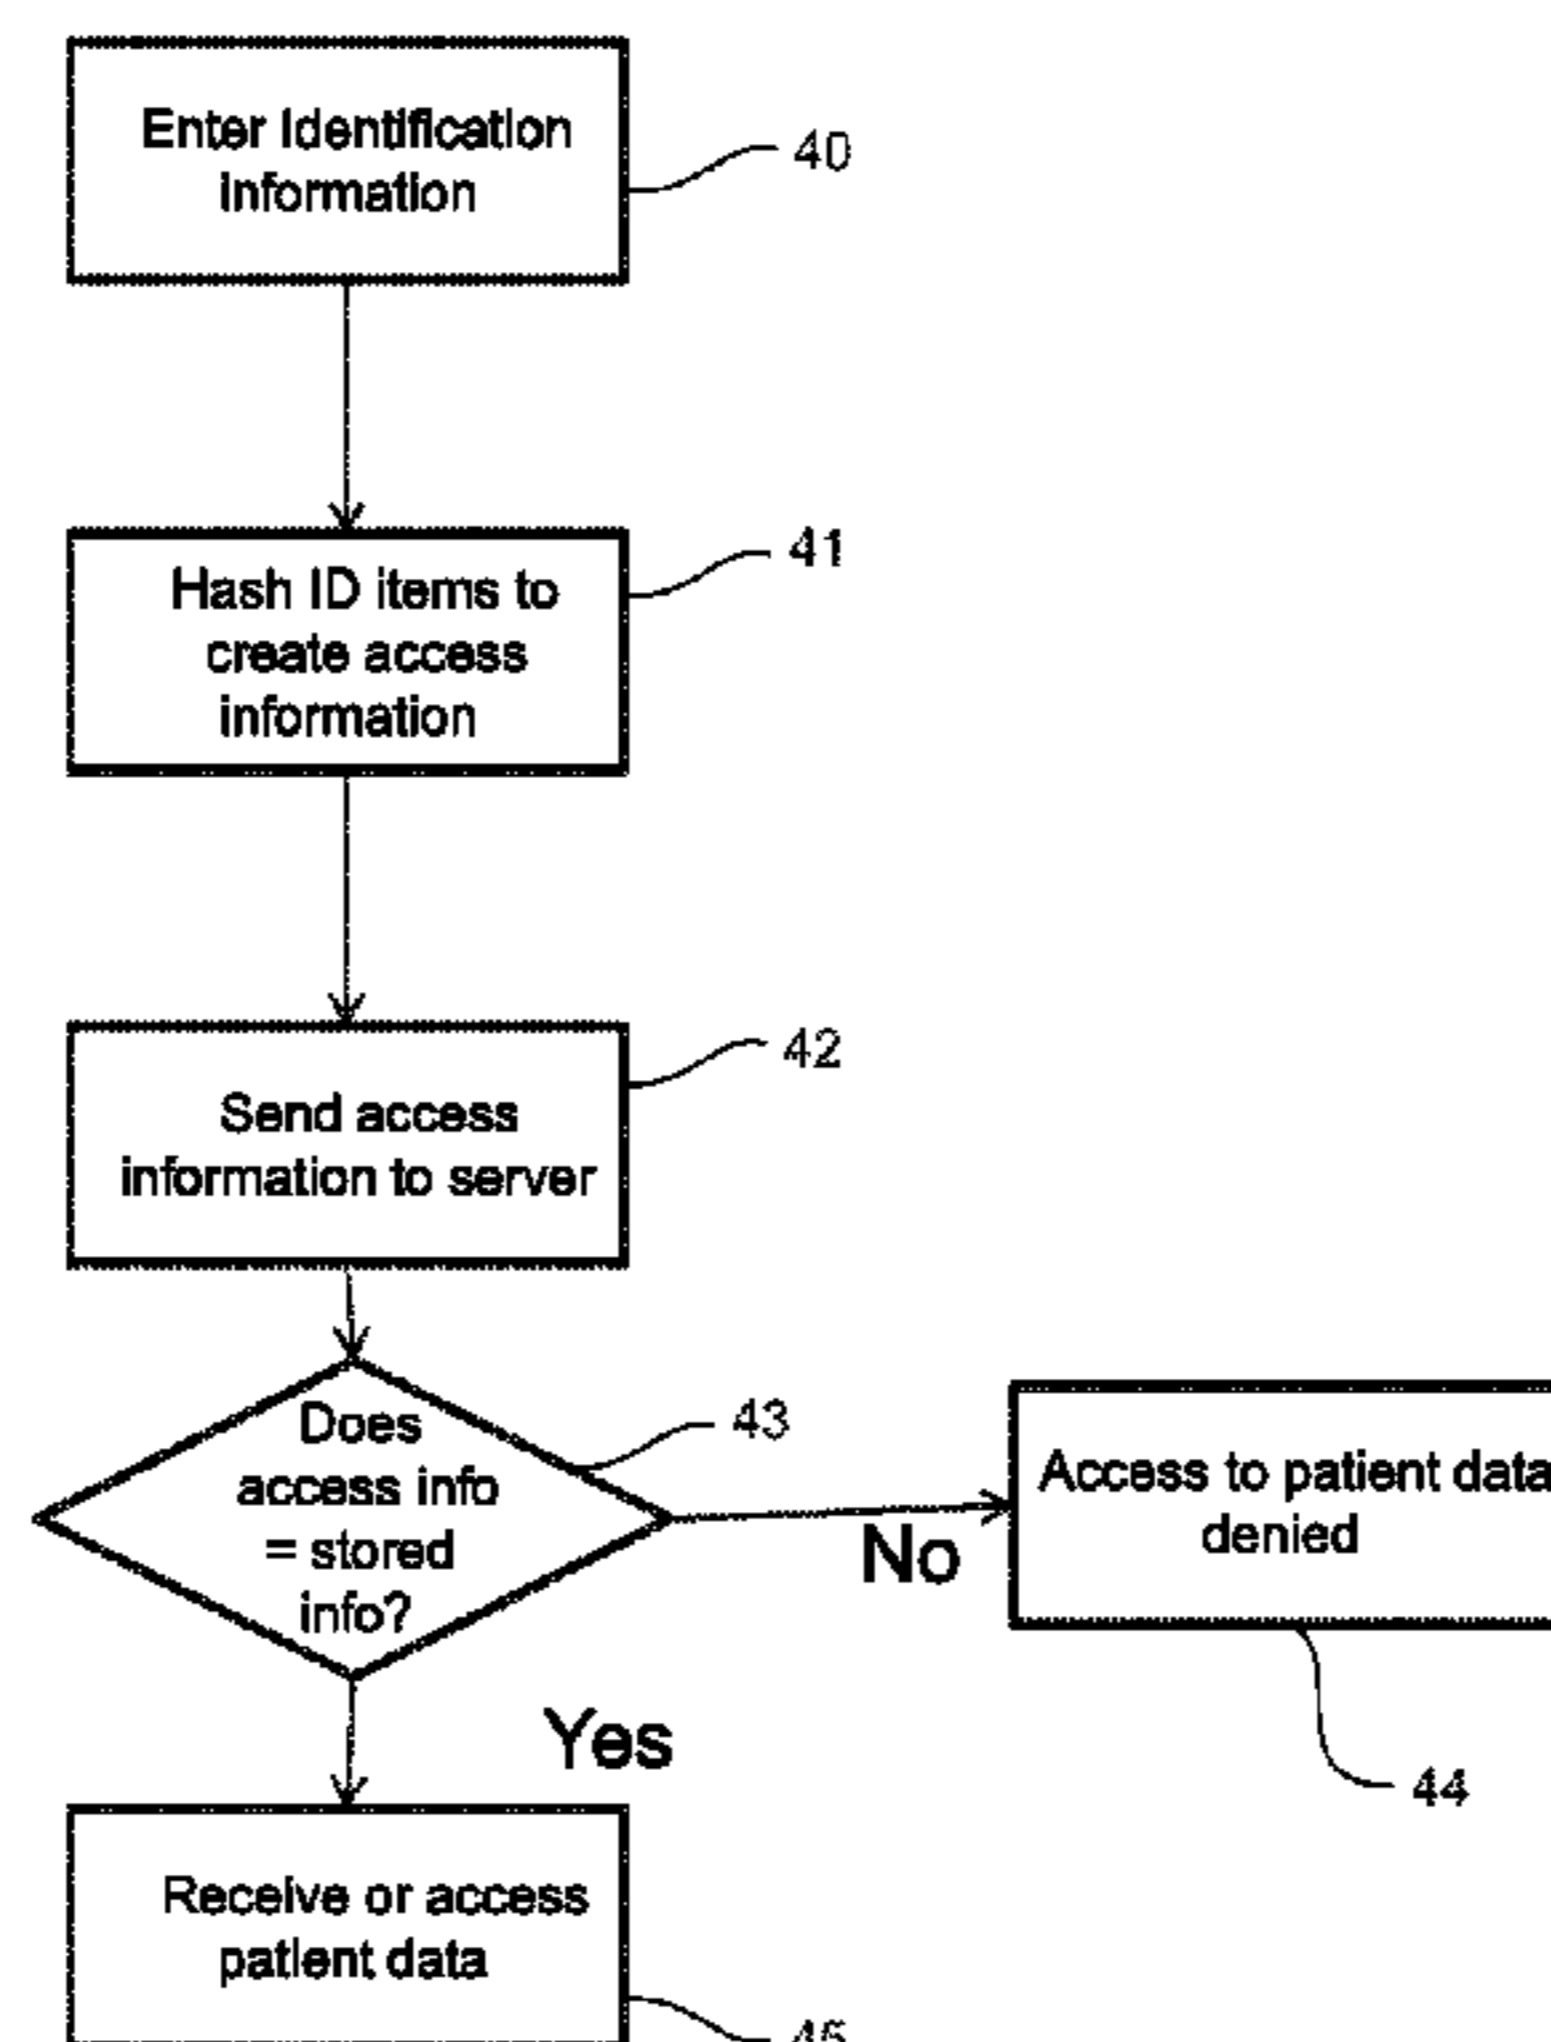 Enter Identification
Information
40
Hash ID items to
create access
information
41
Send access
information to server
42
Does
access info
= stored
info?
43
No
Access to patient data
denied
44
Yes
Receive or access
patient data
45